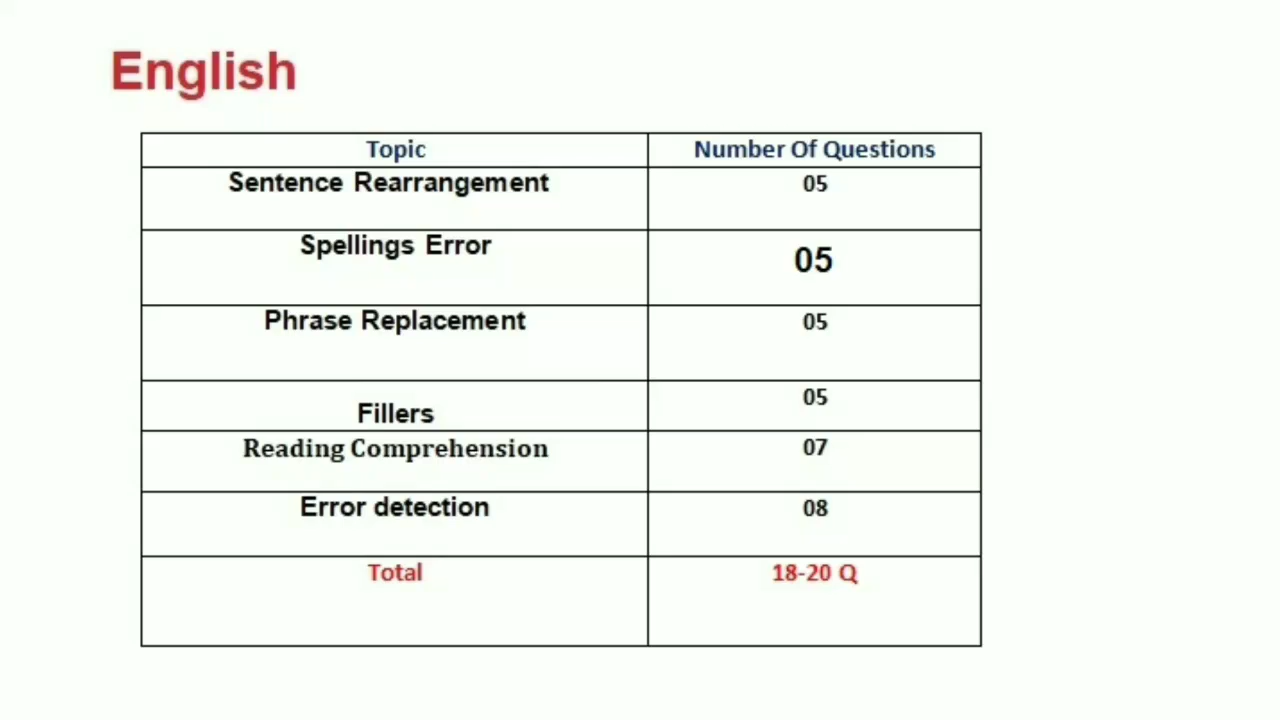 English
Topic Number Of Questions
Sentence Rearrangement 05
Spellings Error 05
Phrase Replacement 05
Fillers 05
Reading Comprehension 07
Error detection 08
Total 18-20 Q